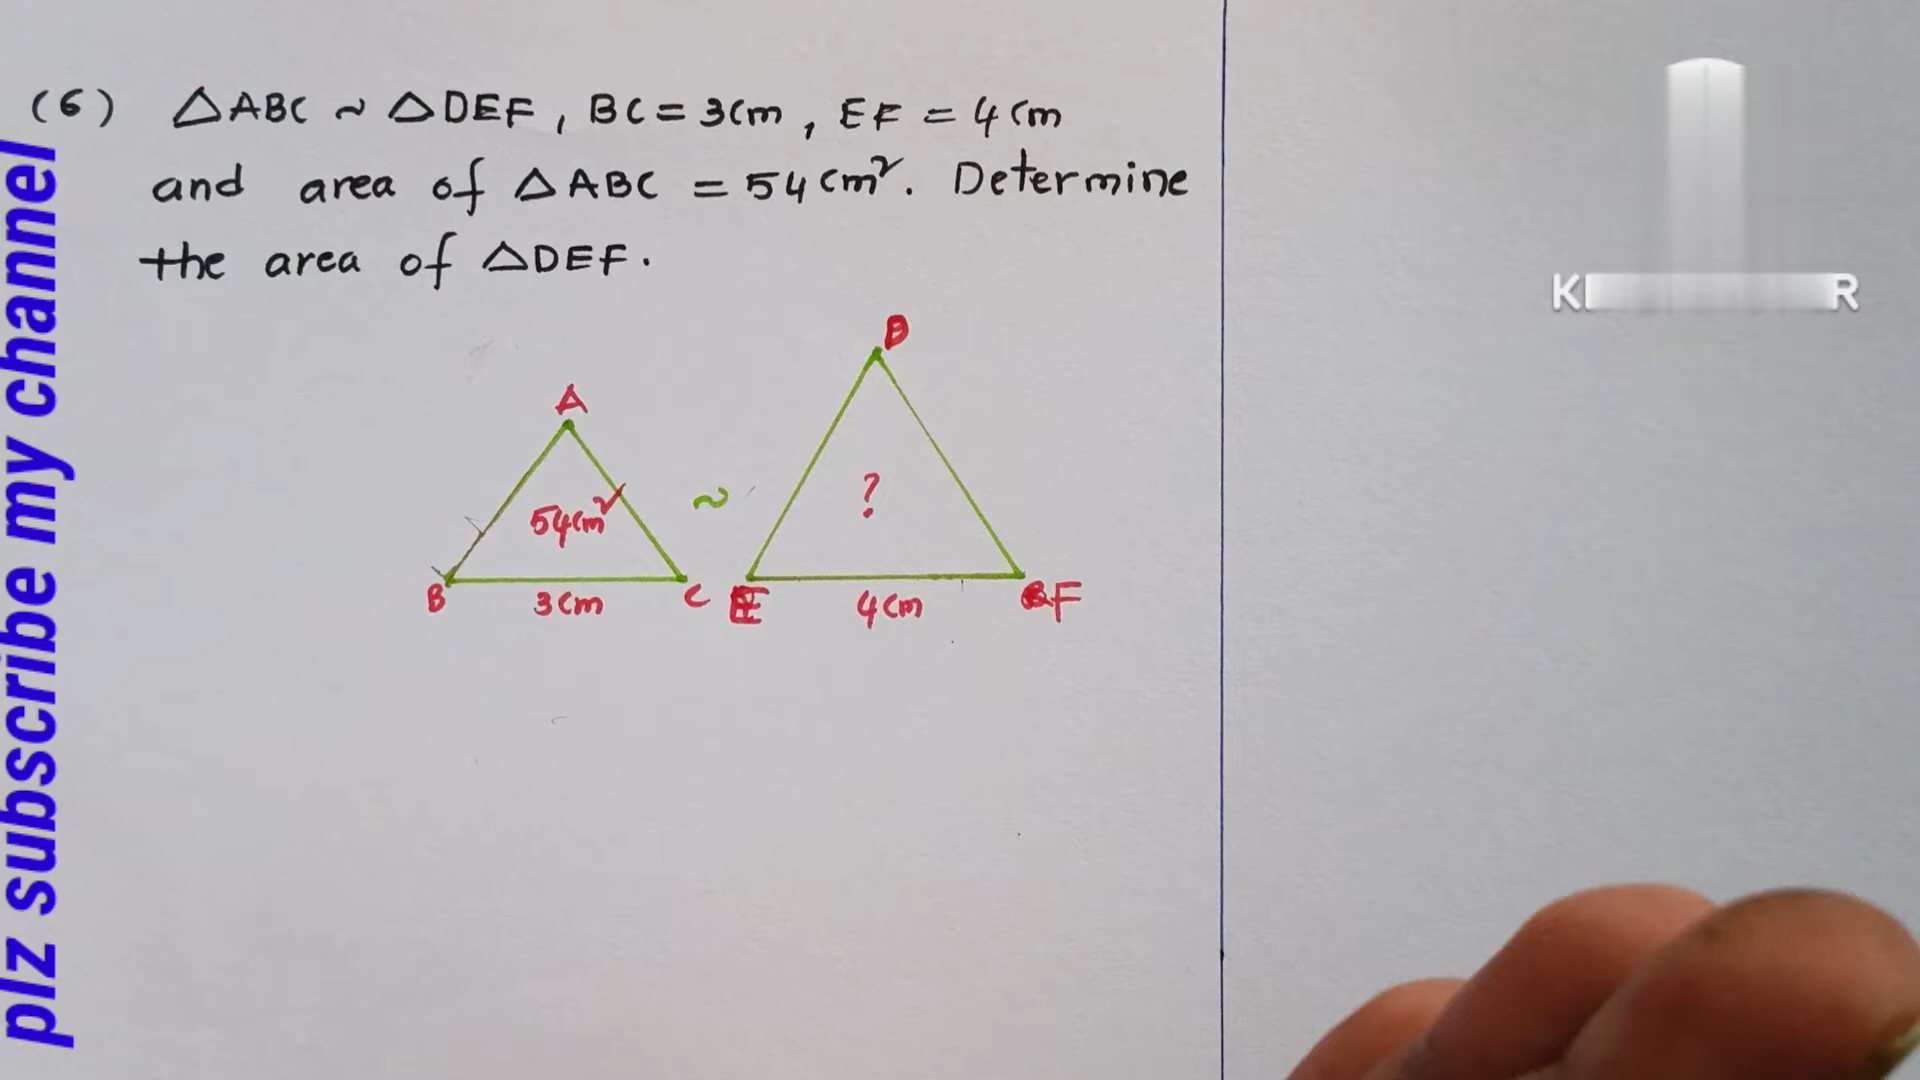 (6) △ABC ~ △DEF, BC = 3cm, EF = 4cm
and area of △ABC = 54cm². Determine
the area of △DEF.
A
D
54cm²
~
?
B
3cm
C
E
4cm
F
plz subscribe my channel